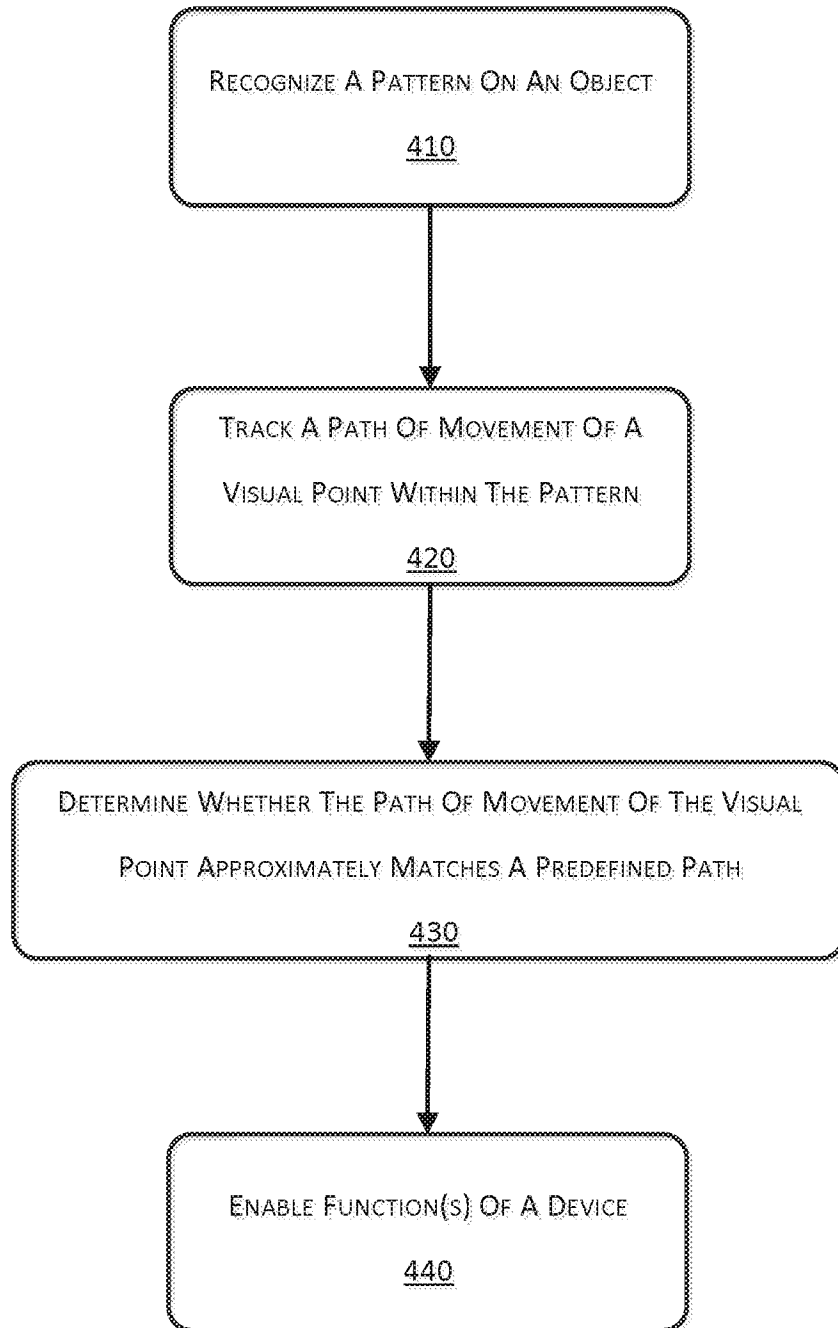 RECOGNIZE A PATTERN ON AN OBJECT
410
TRACK A PATH OF MOVEMENT OF A
VISUAL POINT WITHIN THE PATTERN
420
DETERMINE WHETHER THE PATH OF MOVEMENT OF THE VISUAL
POINT APPROXIMATELY MATCHES A PREDEFINED PATH
430
ENABLE FUNCTION(S) OF A DEVICE
440